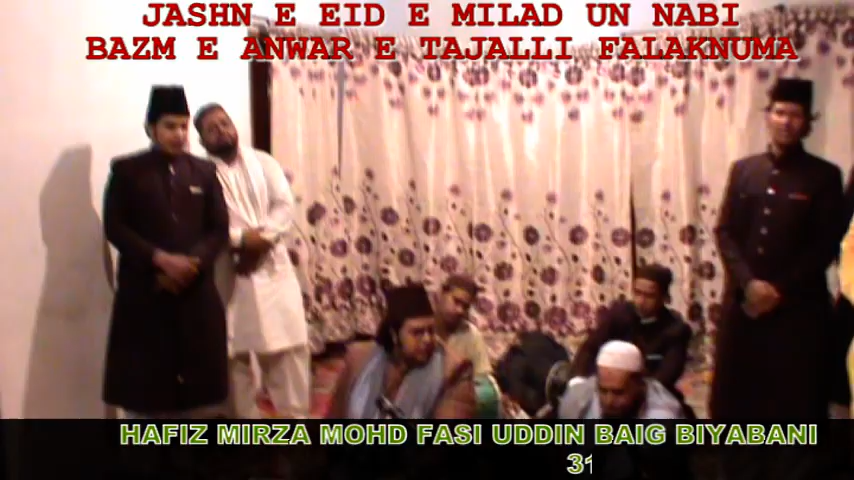 JASHN E EID E MILAD UN NABI
BAZM E ANWAR E TAJALLI FALAKNUMA
HAFIZ MIRZA MOHD FASI UDDIN BAIG BIYABANI
31